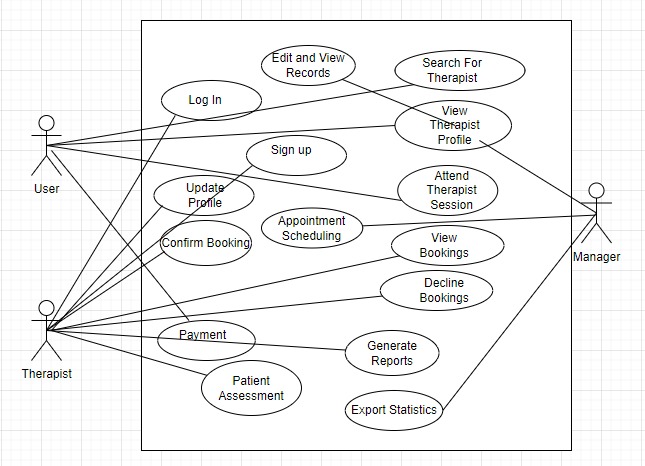 Edit and View
Records
Search For
Therapist
Log In
View
Therapist
Profile
Sign up
User
Update
Profile
Attend
Therapist
Session
Appointment
Scheduling
Confirm Booking
View
Bookings
Manager
Decline
Bookings
Payment
Generate
Reports
Therapist
Patient
Assessment
Export Statistics